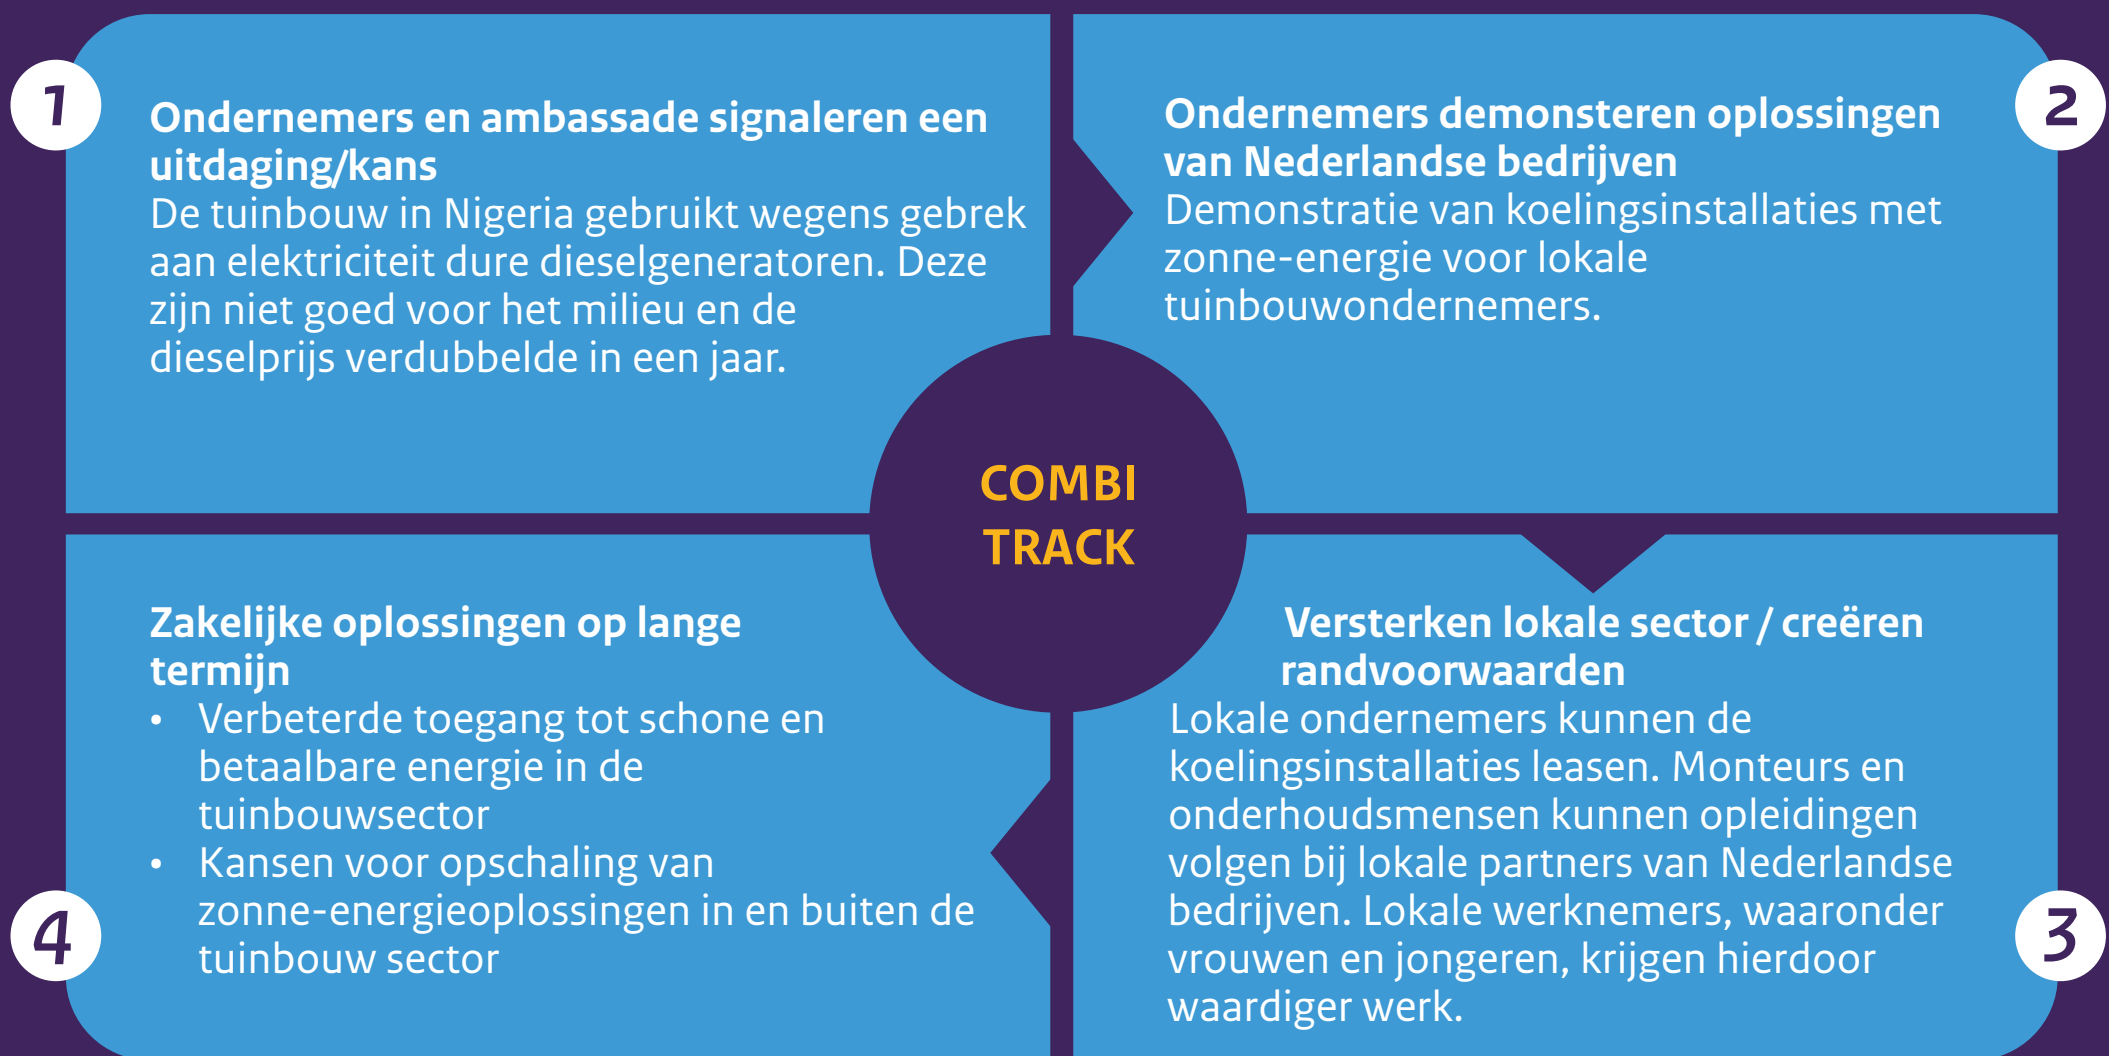 1
Ondernemers en ambassade signaleren een
uitdaging/kans
De tuinbouw in Nigeria gebruikt wegens gebrek
aan elektriciteit dure dieselgeneratoren. Deze
zijn niet goed voor het milieu en de
dieselprijs verdubbelde in een jaar.
2
Ondernemers demonsteren oplossingen
van Nederlandse bedrijven
Demonstratie van koelingsinstallaties met
zonne-energie voor lokale
tuinbouwondernemers.
COMBI
TRACK
3
Versterken lokale sector / creëren
randvoorwaarden
Lokale ondernemers kunnen de
koelingsinstallaties leasen. Monteurs en
onderhoudsmensen kunnen opleidingen
volgen bij lokale partners van Nederlandse
bedrijven. Lokale werknemers, waaronder
vrouwen en jongeren, krijgen hierdoor
waardiger werk.
4
Zakelijke oplossingen op lange
termijn
• Verbeterde toegang tot schone en
betaalbare energie in de
tuinbouwsector
• Kansen voor opschaling van
zonne-energieoplossingen in en buiten de
tuinbouw sector